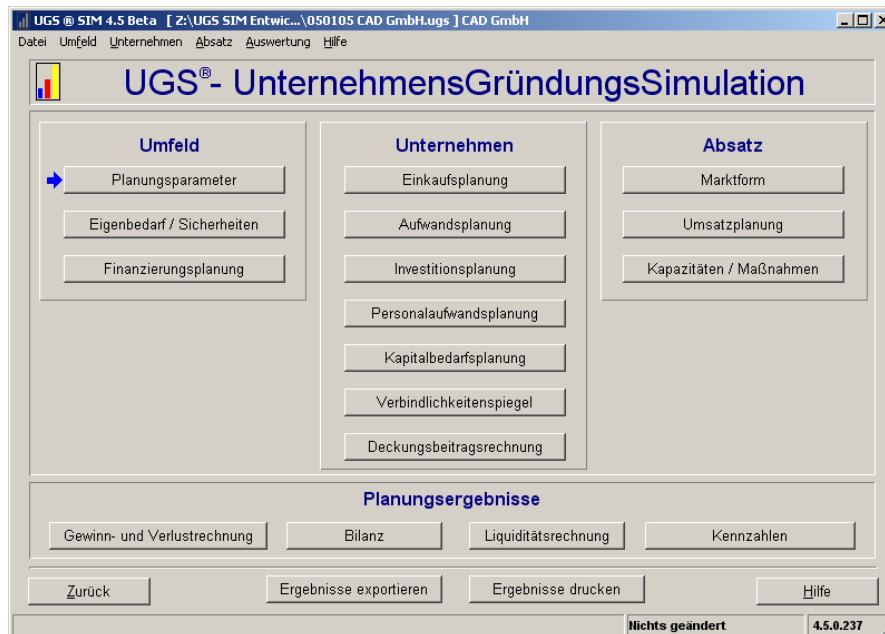 UGS ® SIM 4.5 Beta [ Z:\UGS SIM Entwic...\050105 CAD GmbH.ugs ] CAD GmbH
Datei Umfeld Unternehmen Absatz Auswertung Hilfe
UGS®- UnternehmensGründungsSimulation
Umfeld
Planungsparameter
Eigenbedarf / Sicherheiten
Finanzierungsplanung
Unternehmen
Einkaufsplanung
Aufwandsplanung
Investitionsplanung
Personalaufwandsplanung
Kapitalbedarfsplanung
Verbindlichkeitenspiegel
Deckungsbeitragsrechnung
Absatz
Marktform
Umsatzplanung
Kapazitäten / Maßnahmen
Planungsergebnisse
Gewinn- und Verlustrechnung Bilanz Liquiditätsrechnung Kennzahlen
Zurück Ergebnisse exportieren Ergebnisse drucken Hilfe
Nichts geändert 4.5.0.237